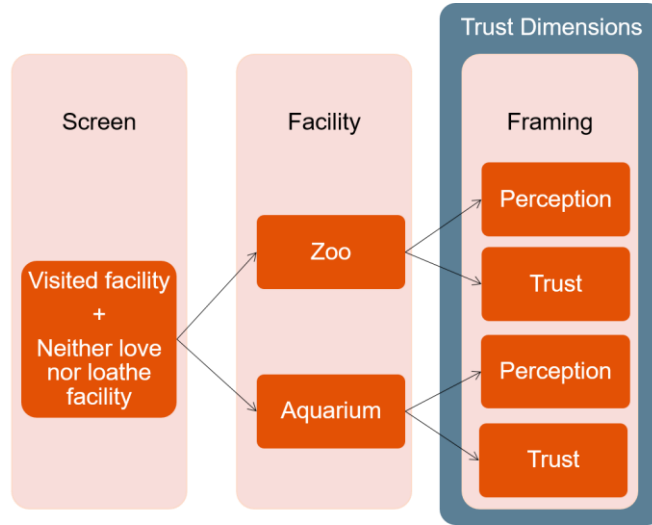 Trust Dimensions
Screen
Facility
Framing
Visited facility
+
Neither love
nor loathe
facility
Zoo
Aquarium
Perception
Trust
Perception
Trust